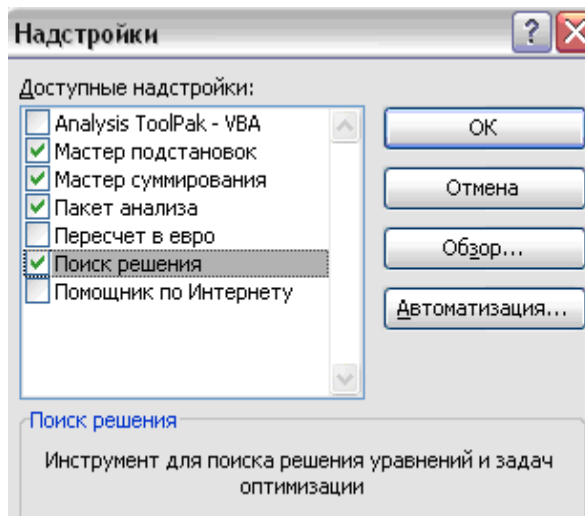 Надстройки
Доступные надстройки:
Analysis ToolPak - VBA
Мастер подстановок
Мастер суммирования
Пакет анализа
Пересчет в евро
Поиск решения
Помощник по Интернету
ОК
Отмена
Обзор...
Автоматизация...
Поиск решения
Инструмент для поиска решения уравнений и задач
оптимизации